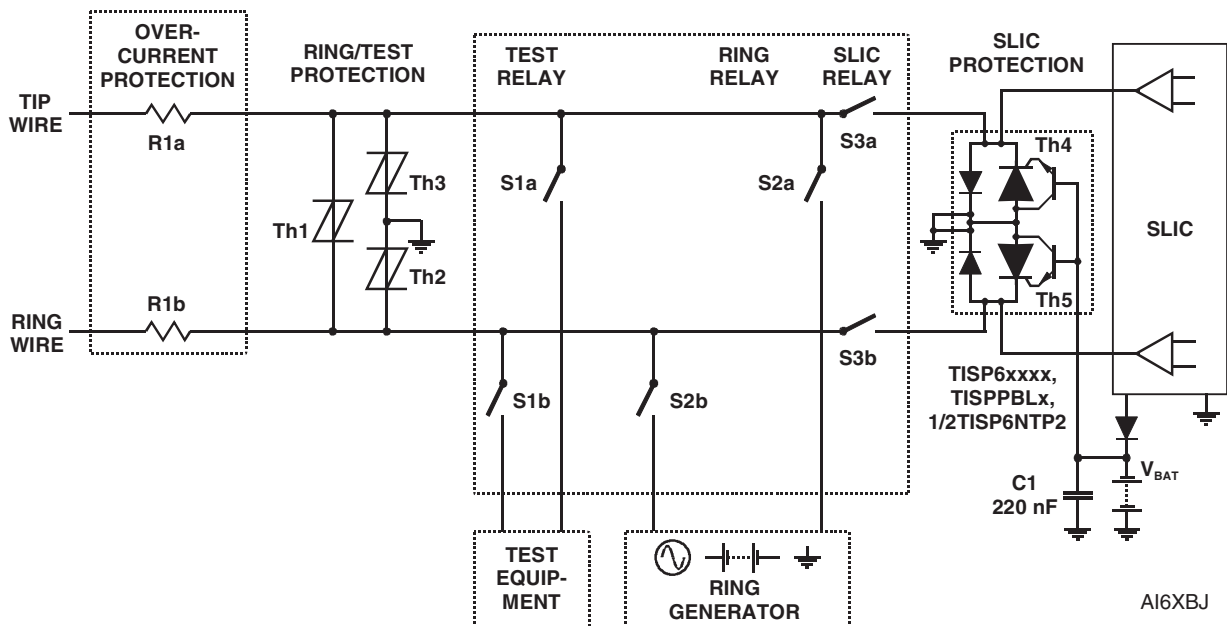 OVER-
CURRENT
PROTECTION
RING/TEST
PROTECTION
TEST
RELAY
RING
RELAY
SLIC
RELAY
SLIC
PROTECTION
TIP
WIRE
R1a
S3a
Th4
Th3
S1a
S2a
Th1
SLIC
Th2
Th5
R1b
RING
WIRE
S3b
S1b
S2b
TISP6xxxx,
TISPPBLx,
1/2TISP6NTP2
C1
220 nF
VBAT
TEST
EQUIP-
MENT
RING
GENERATOR
AI6XBJ